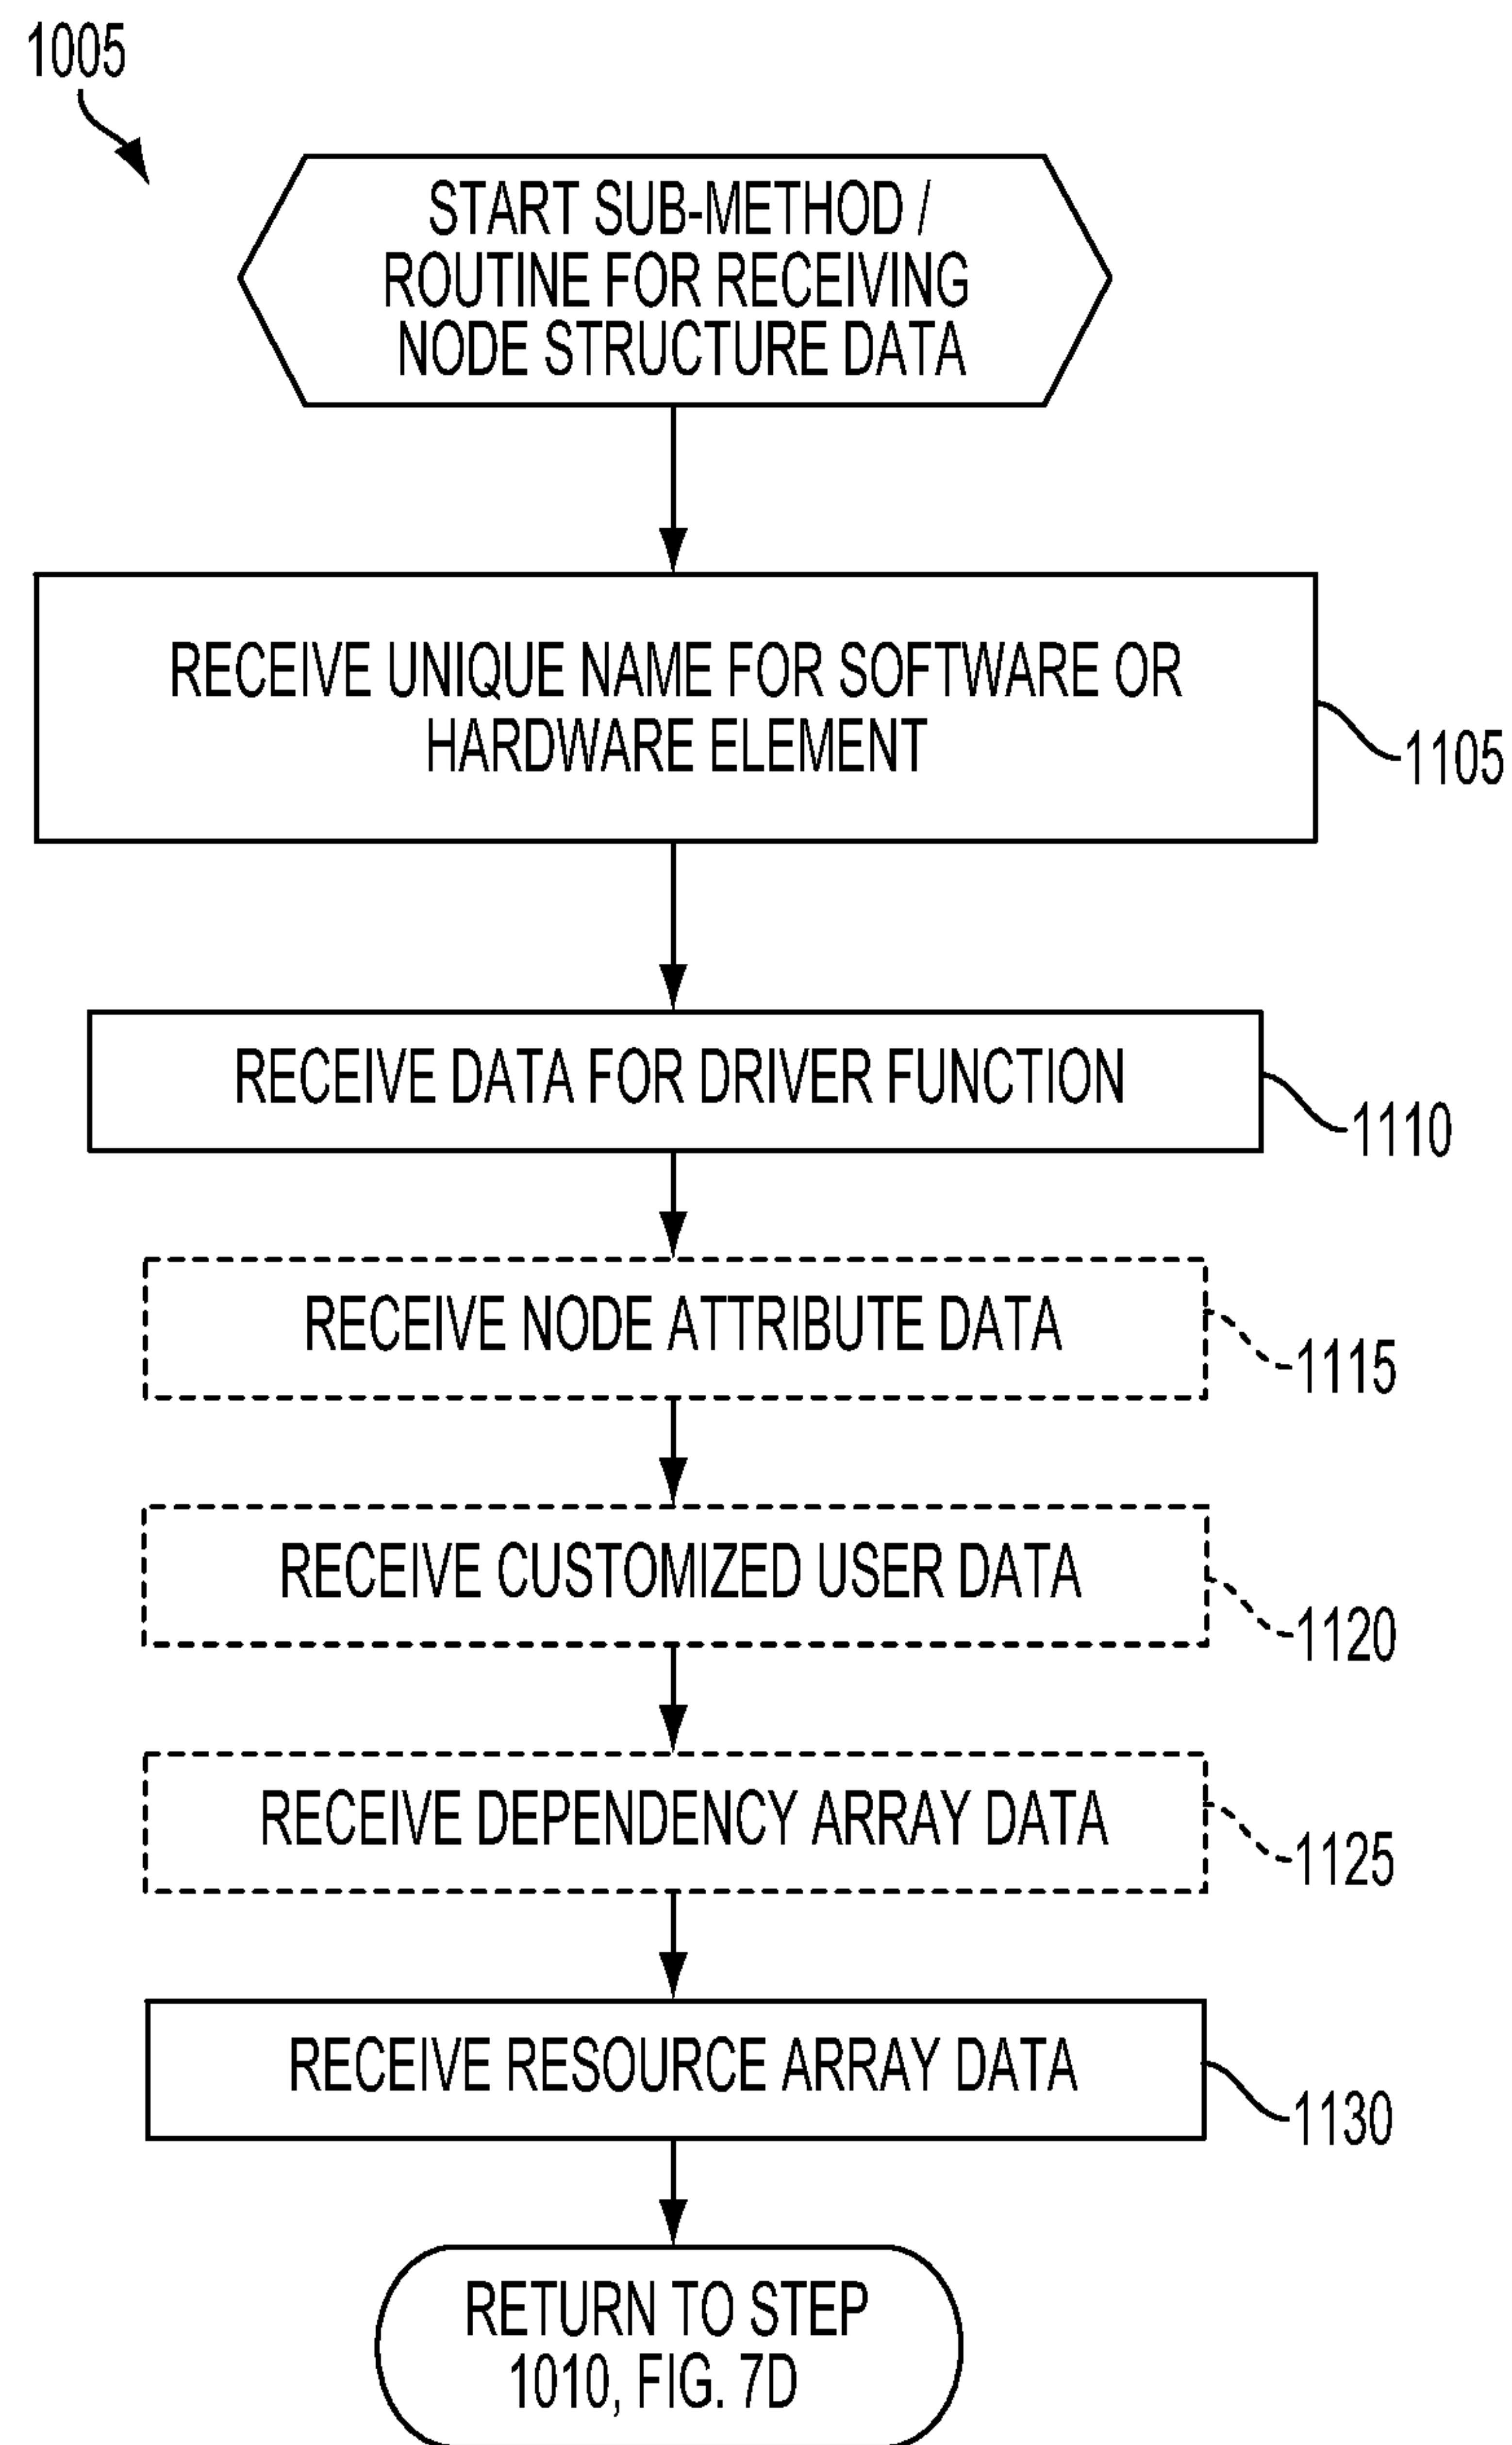 1005
START SUB-METHOD /
ROUTINE FOR RECEIVING
NODE STRUCTURE DATA
RECEIVE UNIQUE NAME FOR SOFTWARE OR
HARDWARE ELEMENT
1105
RECEIVE DATA FOR DRIVER FUNCTION
1110
RECEIVE NODE ATTRIBUTE DATA
1115
RECEIVE CUSTOMIZED USER DATA
1120
RECEIVE DEPENDENCY ARRAY DATA
1125
RECEIVE RESOURCE ARRAY DATA
1130
RETURN TO STEP
1010, FIG. 7D